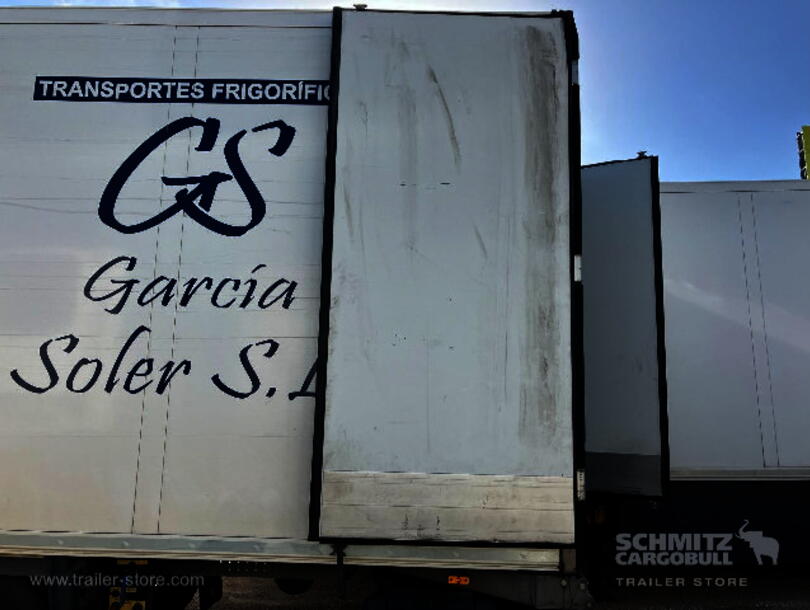 TRANSPORTES FRIGORÍFIC
GS
García
Soler S.L
www.trailer-store.com
SCHMITZ
CARGOBULL
TRAILER STORE